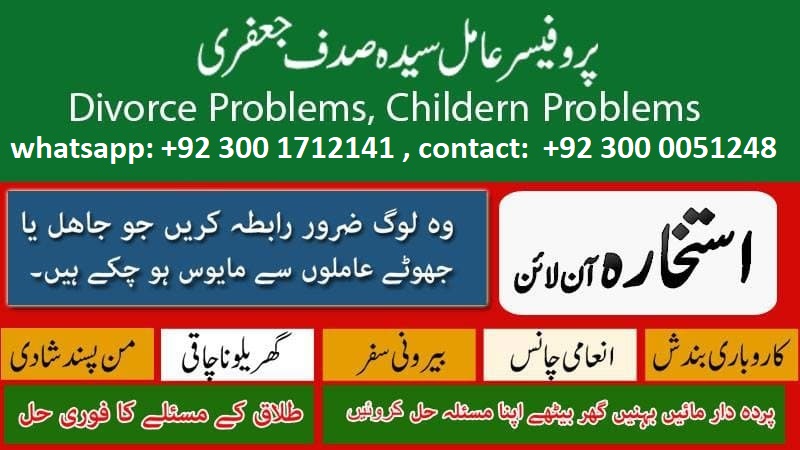 پروفیسر عامل سیدہ صدف جعفری
Divorce Problems, Childern Problems
whatsapp: +92 300 1712141 , contact:  +92 300 0051248
وہ لوگ ضرور رابطہ کریں جو جاھل یا
جھوٹے عاملوں سے مایوس ہو چکے ہیں۔
استخارہ آن لائن
کاروباری بندش
انعامی چانس
بیرونی سفر
گھریلو ناچاقی
من پسند شادی
پردہ دار مائیں بہنیں گھر بیٹھے اپنا مسئلہ حل کروئیں
طلاق کے مسئلے کا فوری حل